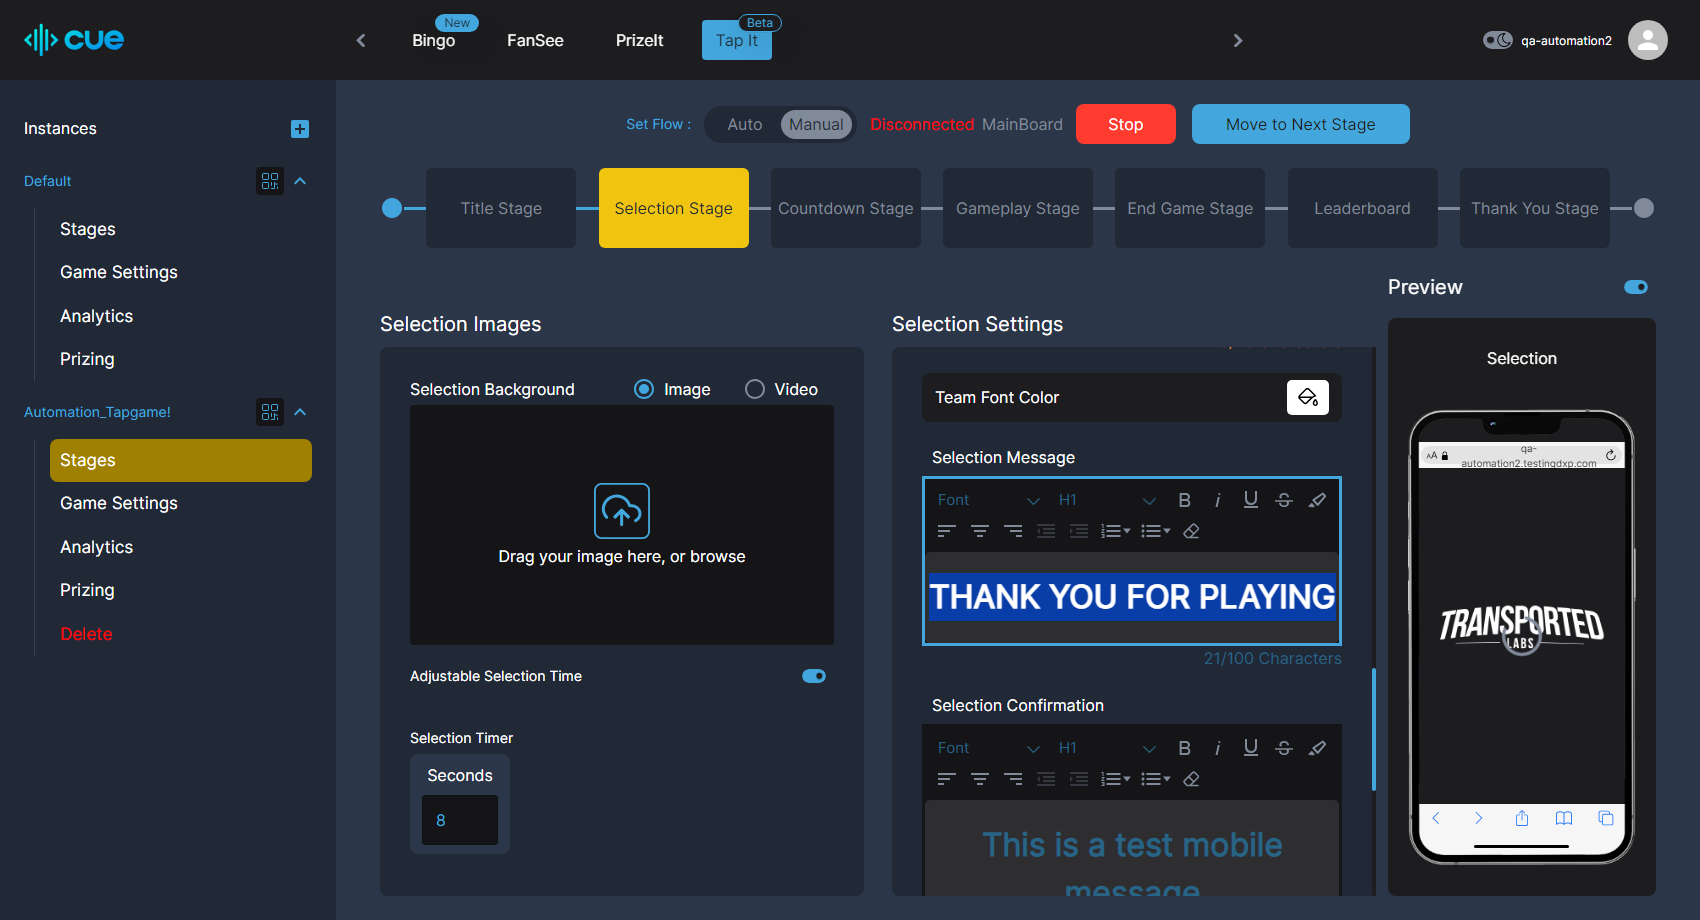 cue
Bingo
New
FanSee
PrizeIt
Tap It
Beta
qa-automation2
Instances
Default
Stages
Game Settings
Analytics
Prizing
Automation_Tapgame!
Stages
Game Settings
Analytics
Prizing
Delete
Set Flow :
Auto
Manual
Disconnected MainBoard
Stop
Move to Next Stage
Title Stage
Selection Stage
Countdown Stage
Gameplay Stage
End Game Stage
Leaderboard
Thank You Stage
Selection Images
Selection Background
Image
Video
Drag your image here, or browse
Adjustable Selection Time
Selection Timer
Seconds
8
Selection Settings
Team Font Color
Selection Message
Font
H1
B
i
U
S
THANK YOU FOR PLAYING
21/100 Characters
Selection Confirmation
Font
H1
B
i
U
S
This is a test mobile
message
Preview
Selection
AA
qa-
automation2.testingdxp.com
TRANSPORTED
LABS